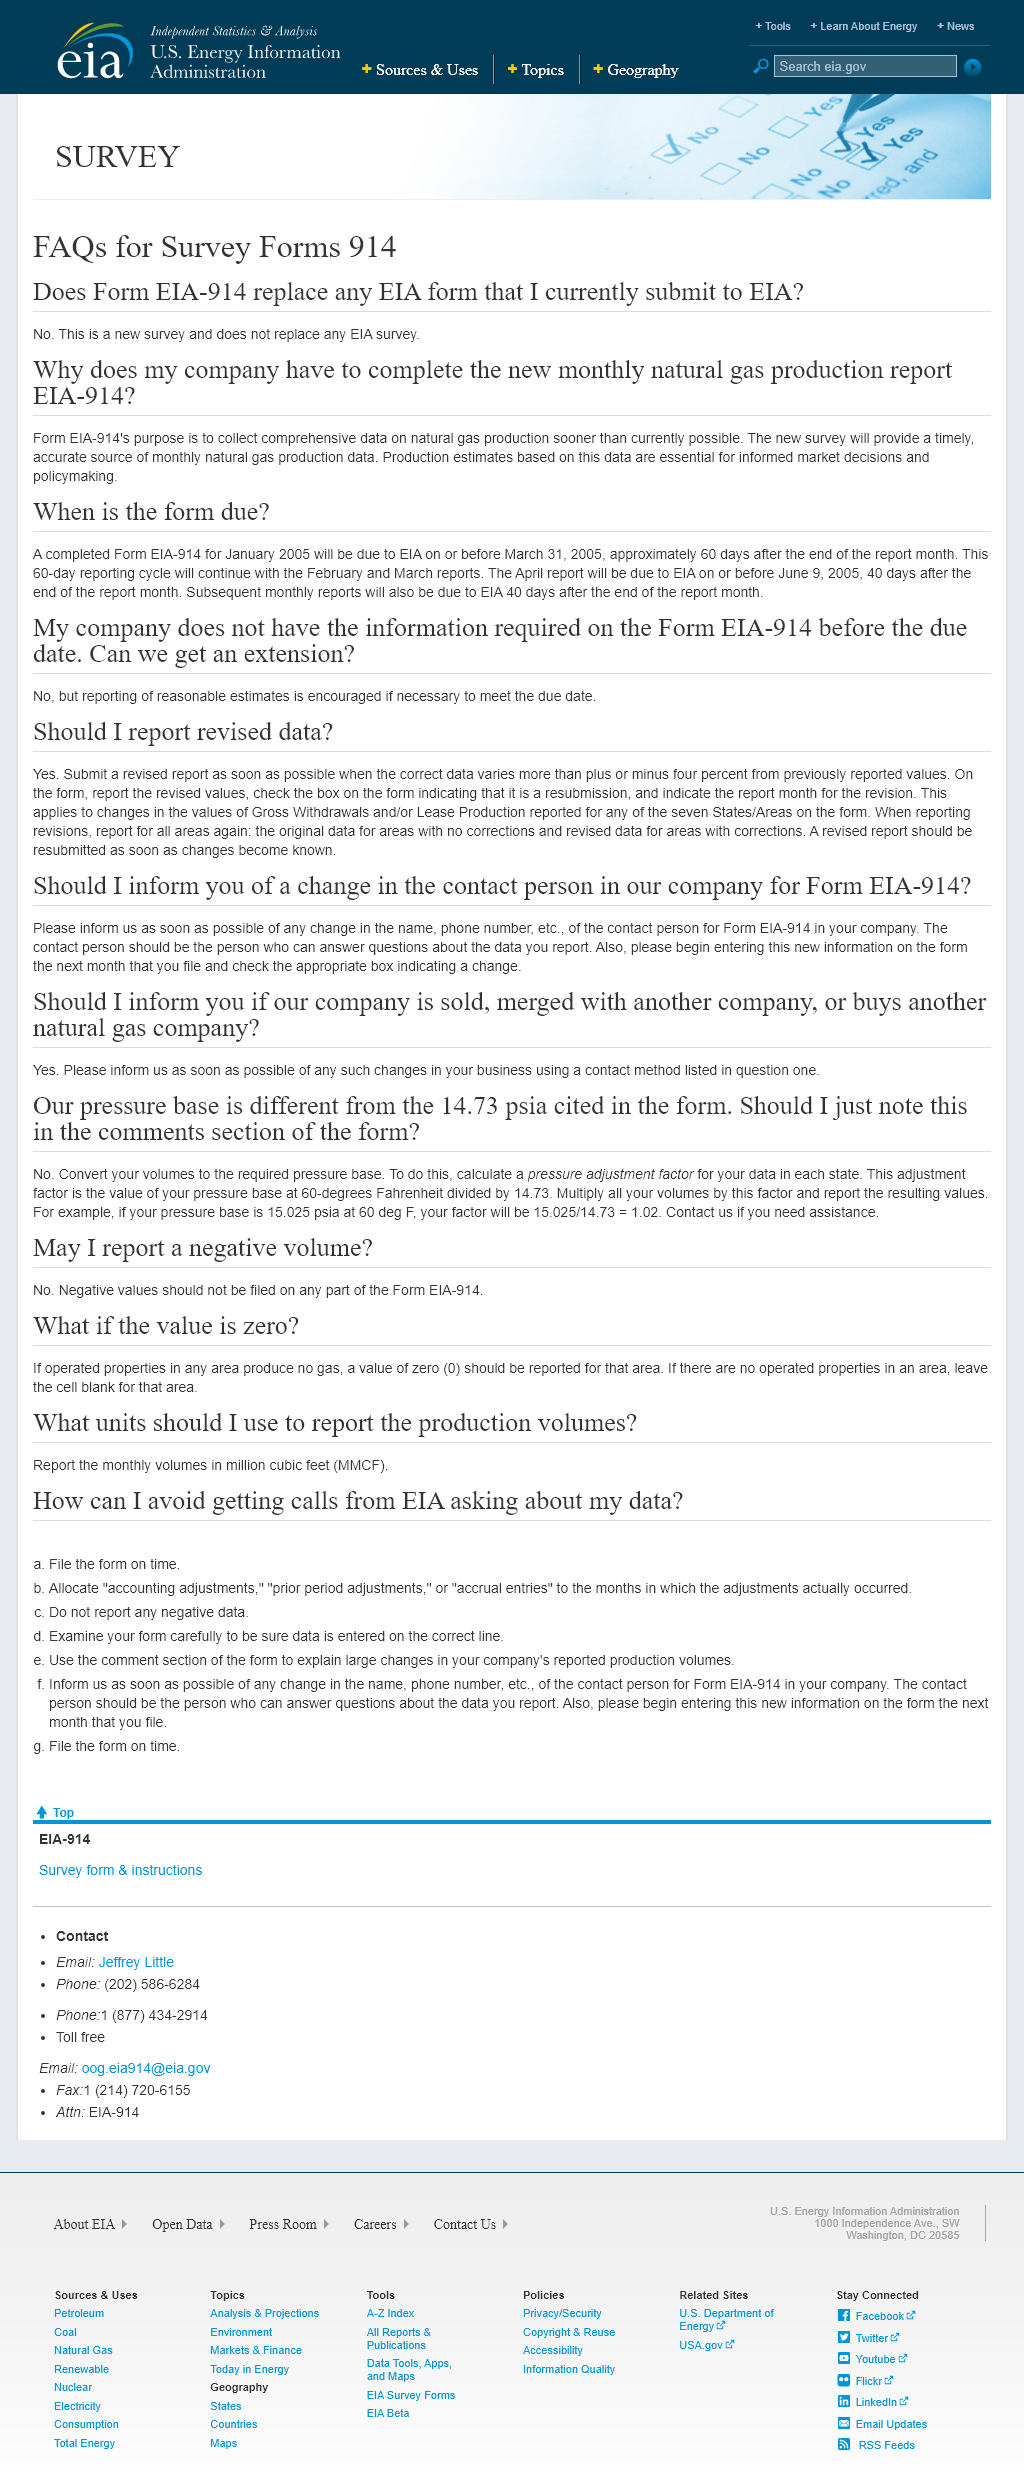 + Tools
+ Learn About Energy
+ News
Independent Statistics & Analysis
eia
U.S. Energy Information
Administration
+ Sources & Uses
+ Topics
+ Geography
Search eia.gov
No
Yes
No
Yes
No
No
rred, and
SURVEY
FAQs for Survey Forms 914
Does Form EIA-914 replace any EIA form that I currently submit to EIA?
No. This is a new survey and does not replace any EIA survey.
Why does my company have to complete the new monthly natural gas production report
EIA-914?
Form EIA-914's purpose is to collect comprehensive data on natural gas production sooner than currently possible. The new survey will provide a timely,
accurate source of monthly natural gas production data. Production estimates based on this data are essential for informed market decisions and
policymaking.
When is the form due?
A completed Form EIA-914 for January 2005 will be due to EIA on or before March 31, 2005, approximately 60 days after the end of the report month. This
60-day reporting cycle will continue with the February and March reports. The April report will be due to EIA on or before June 9, 2005, 40 days after the
end of the report month. Subsequent monthly reports will also be due to EIA 40 days after the end of the report month.
My company does not have the information required on the Form EIA-914 before the due
date. Can we get an extension?
No, but reporting of reasonable estimates is encouraged if necessary to meet the due date.
Should I report revised data?
Yes. Submit a revised report as soon as possible when the correct data varies more than plus or minus four percent from previously reported values. On
the form, report the revised values, check the box on the form indicating that it is a resubmission, and indicate the report month for the revision. This
applies to changes in the values of Gross Withdrawals and/or Lease Production reported for any of the seven States/Areas on the form. When reporting
revisions, report for all areas again: the original data for areas with no corrections and revised data for areas with corrections. A revised report should be
resubmitted as soon as changes become known.
Should I inform you of a change in the contact person in our company for Form EIA-914?
Please inform us as soon as possible of any change in the name, phone number, etc., of the contact person for Form EIA-914 in your company. The
contact person should be the person who can answer questions about the data you report. Also, please begin entering this new information on the form
the next month that you file and check the appropriate box indicating a change.
Should I inform you if our company is sold, merged with another company, or buys another
natural gas company?
Yes. Please inform us as soon as possible of any such changes in your business using a contact method listed in question one.
Our pressure base is different from the 14.73 psia cited in the form. Should I just note this
in the comments section of the form?
No. Convert your volumes to the required pressure base. To do this, calculate a pressure adjustment factor for your data in each state. This adjustment
factor is the value of your pressure base at 60-degrees Fahrenheit divided by 14.73. Multiply all your volumes by this factor and report the resulting values.
For example, if your pressure base is 15.025 psia at 60 deg F, your factor will be 15.025/14.73 = 1.02. Contact us if you need assistance.
May I report a negative volume?
No. Negative values should not be filed on any part of the Form EIA-914.
What if the value is zero?
If operated properties in any area produce no gas, a value of zero (0) should be reported for that area. If there are no operated properties in an area, leave
the cell blank for that area.
What units should I use to report the production volumes?
Report the monthly volumes in million cubic feet (MMCF).
How can I avoid getting calls from EIA asking about my data?
a. File the form on time.
b. Allocate "accounting adjustments," "prior period adjustments," or "accrual entries" to the months in which the adjustments actually occurred.
c. Do not report any negative data.
d. Examine your form carefully to be sure data is entered on the correct line.
e. Use the comment section of the form to explain large changes in your company's reported production volumes.
f. Inform us as soon as possible of any change in the name, phone number, etc., of the contact person for Form EIA-914 in your company. The contact
person should be the person who can answer questions about the data you report. Also, please begin entering this new information on the form the next
month that you file.
g. File the form on time.
Top
EIA-914
Survey form & instructions
• Contact
• Email: Jeffrey Little
• Phone: (202) 586-6284
• Phone:1 (877) 434-2914
• Toll free
Email: oog.eia914@eia.gov
• Fax:1 (214) 720-6155
• Attn: EIA-914
About EIA
Open Data
Press Room
Careers
Contact Us
U.S. Energy Information Administration
1000 Independence Ave., SW
Washington, DC 20585
Sources & Uses
Petroleum
Coal
Natural Gas
Renewable
Nuclear
Electricity
Consumption
Total Energy
Topics
Analysis & Projections
Environment
Markets & Finance
Today in Energy
Geography
States
Countries
Maps
Tools
A-Z Index
All Reports &
Publications
Data Tools, Apps,
and Maps
EIA Survey Forms
EIA Beta
Policies
Privacy/Security
Copyright & Reuse
Accessibility
Information Quality
Related Sites
U.S. Department of
Energy
USA.gov
Stay Connected
Facebook
Twitter
Youtube
Flickr
LinkedIn
Email Updates
RSS Feeds